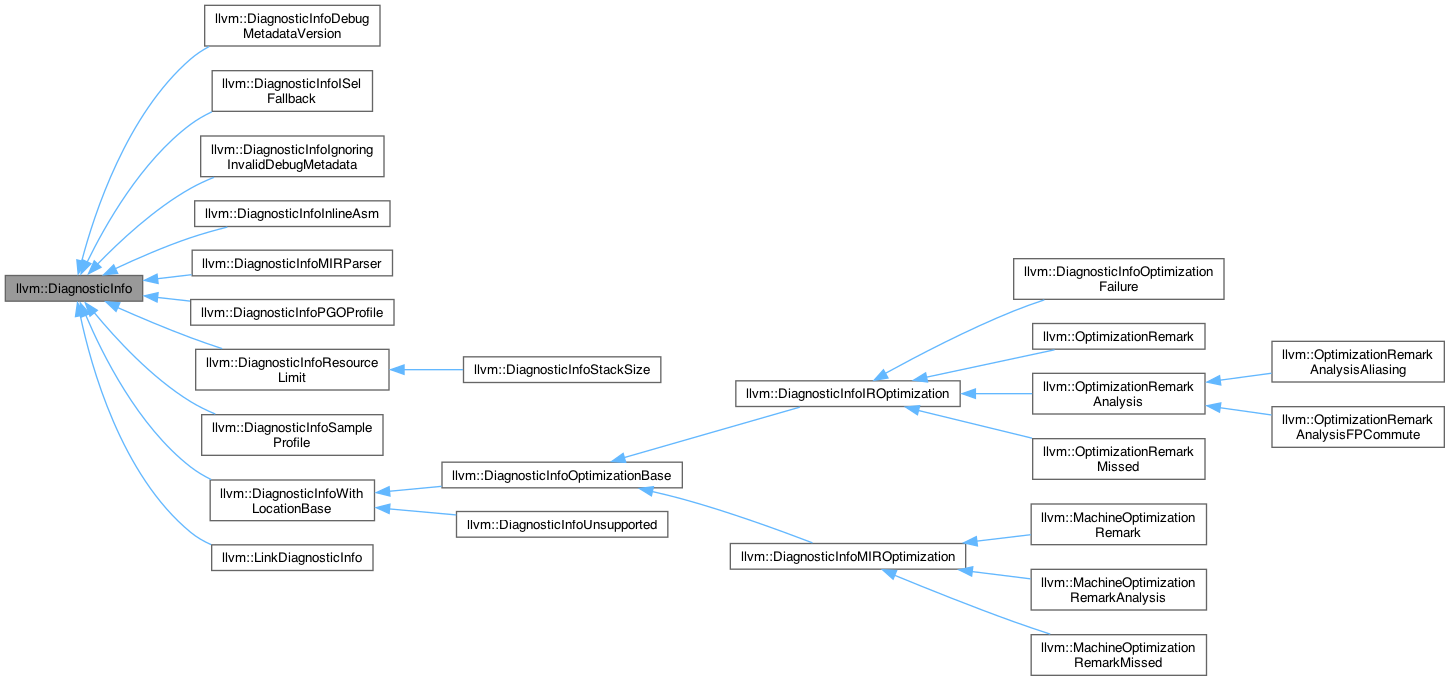 llvm::DiagnosticInfoDebug
MetadataVersion
llvm::DiagnosticInfoISel
Fallback
llvm::DiagnosticInfoIgnoring
InvalidDebugMetadata
llvm::DiagnosticInfoInlineAsm
llvm::DiagnosticInfoMIRParser
llvm::DiagnosticInfo
llvm::DiagnosticInfoPGOProfile
llvm::DiagnosticInfoResource
Limit
llvm::DiagnosticInfoStackSize
llvm::DiagnosticInfoSample
Profile
llvm::DiagnosticInfoWith
LocationBase
llvm::LinkDiagnosticInfo
llvm::DiagnosticInfoOptimizationBase
llvm::DiagnosticInfoUnsupported
llvm::DiagnosticInfoIROptimization
llvm::DiagnosticInfoMIROptimization
llvm::DiagnosticInfoOptimization
Failure
llvm::OptimizationRemark
llvm::OptimizationRemark
Analysis
llvm::OptimizationRemark
Missed
llvm::OptimizationRemark
AnalysisAliasing
llvm::OptimizationRemark
AnalysisFPCommute
llvm::MachineOptimization
Remark
llvm::MachineOptimization
RemarkAnalysis
llvm::MachineOptimization
RemarkMissed